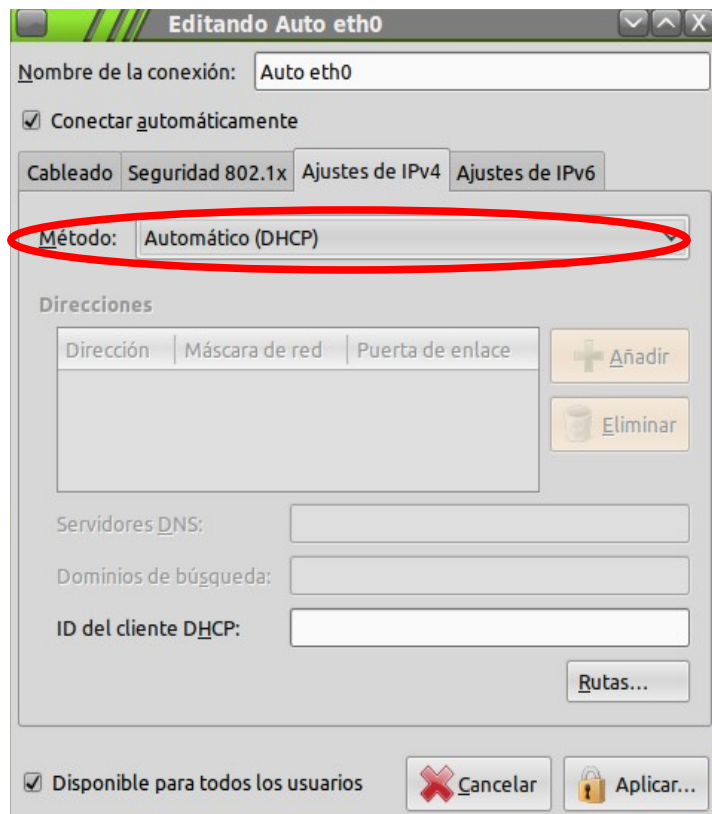 Editando Auto eth0
Nombre de la conexión: Auto eth0
Conectar automáticamente
Cableado Seguridad 802.1x Ajustes de IPv4 Ajustes de IPv6
Método: Automático (DHCP)
Direcciones
Dirección Máscara de red Puerta de enlace
Añadir
Eliminar
Servidores DNS:
Dominios de búsqueda:
ID del cliente DHCP:
Rutas...
Disponible para todos los usuarios Cancelar Aplicar...